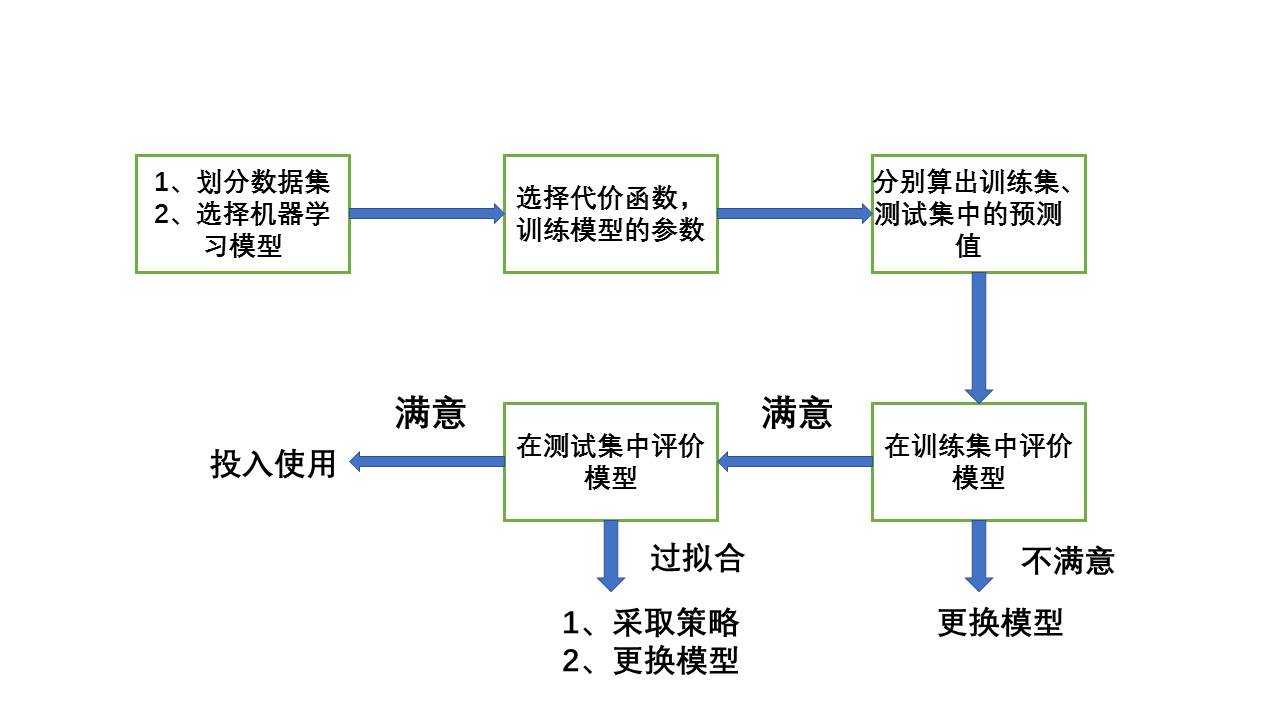 1、划分数据集
2、选择机器学
习模型
选择代价函数，
训练模型的参数
分别算出训练集、
测试集中的预测
值
满意
满意
投入使用
在测试集中评价
模型
在训练集中评价
模型
过拟合
不满意
1、采取策略
2、更换模型
更换模型